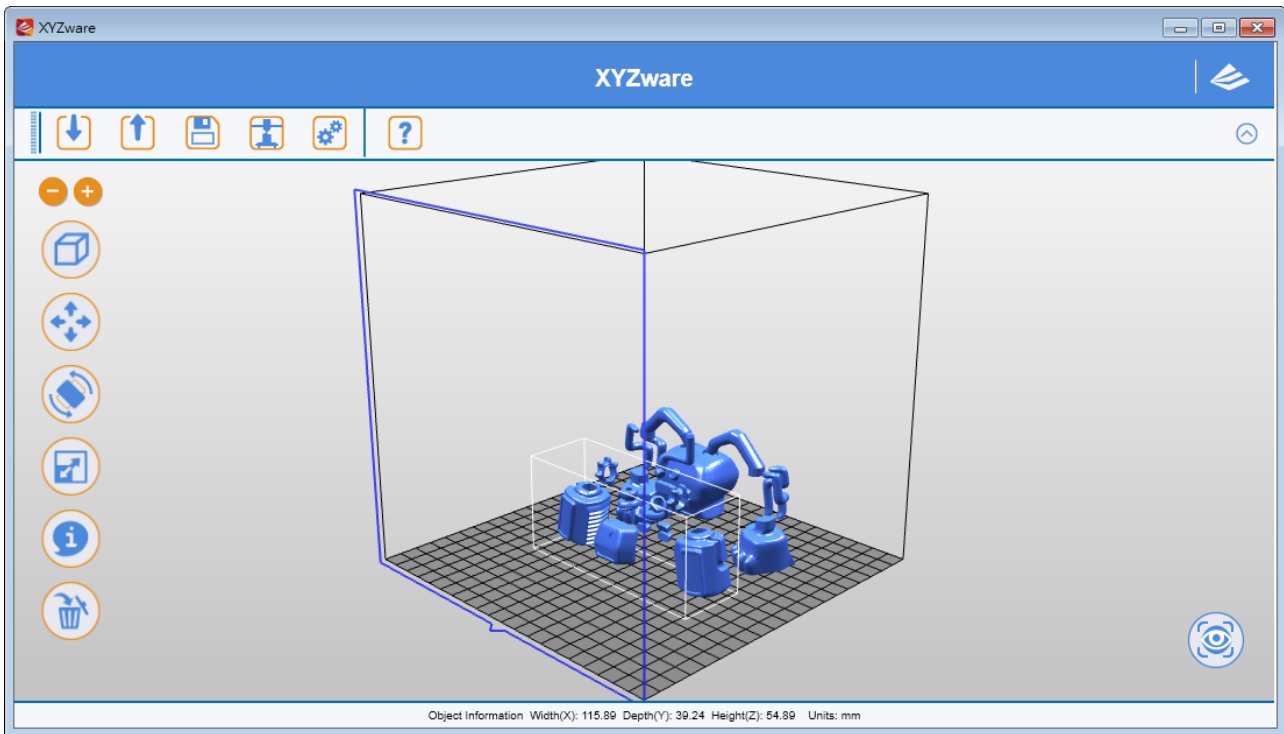 XYZware
XYZware
?
i
Object Information Width(X): 115.89 Depth(Y): 39.24 Height(Z): 54.89 Units: mm